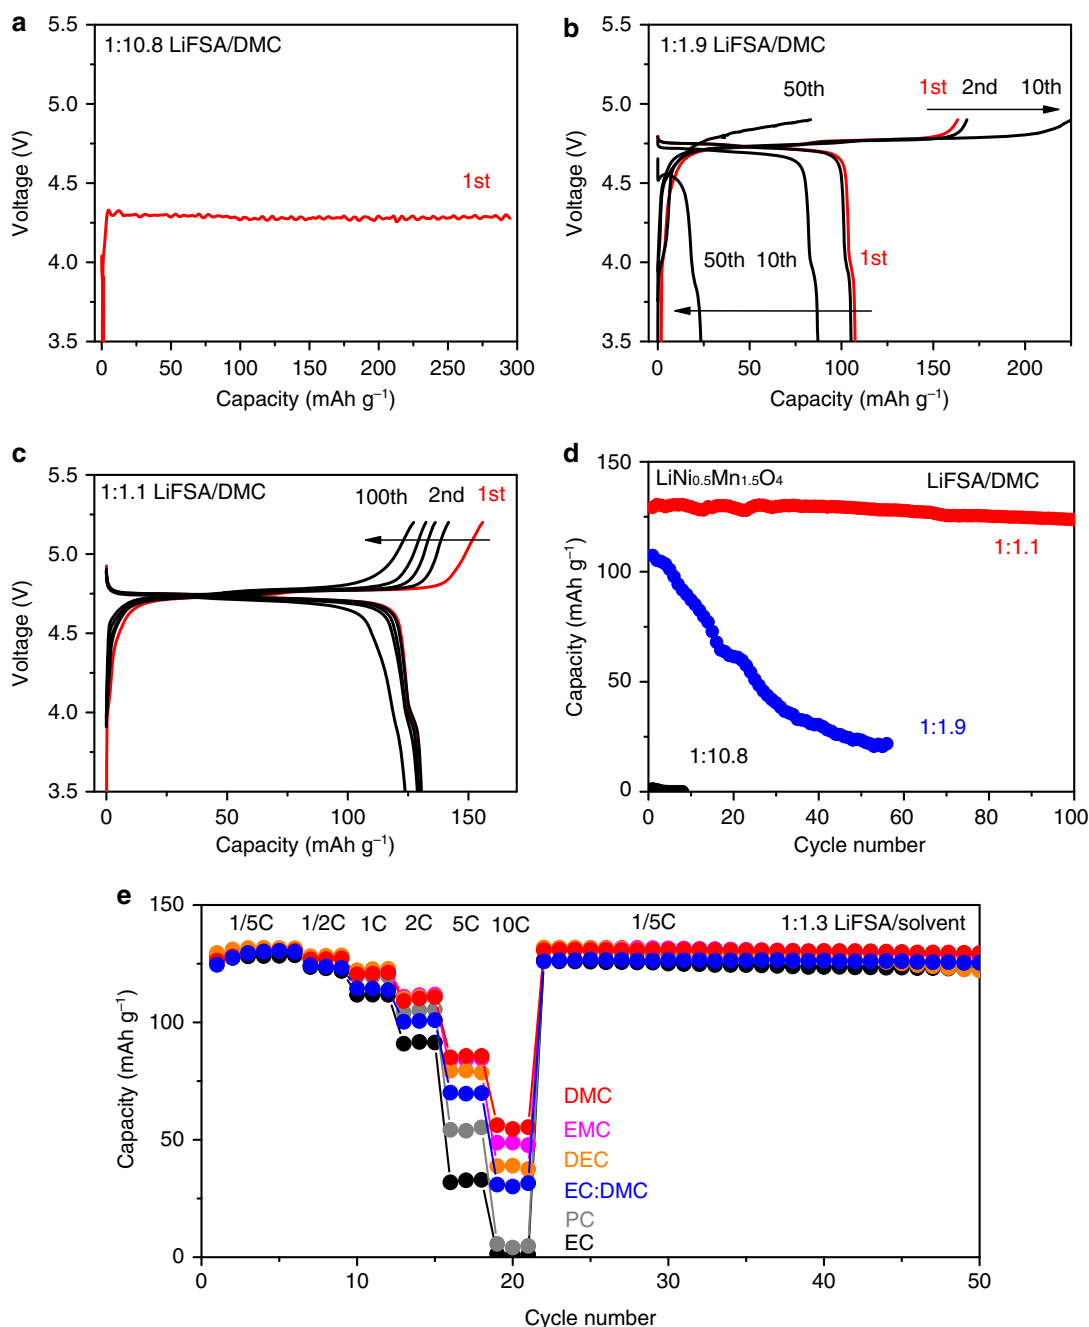 a
1:10.8 LiFSA/DMC
5.5
5.0
4.5
4.0
3.5
Voltage (V)
1st
0 50 100 150 200 250 300
Capacity (mAh g⁻¹)
b
1:1.9 LiFSA/DMC
5.5
5.0
4.5
4.0
3.5
Voltage (V)
50th
1st 2nd 10th
50th 10th 1st
0 50 100 150 200
Capacity (mAh g⁻¹)
c
1:1.1 LiFSA/DMC
5.5
5.0
4.5
4.0
3.5
Voltage (V)
100th 2nd 1st
0 50 100 150
Capacity (mAh g⁻¹)
d
LiNi₀.₅Mn₁.₅O₄
LiFSA/DMC
150
100
50
0
Capacity (mAh g⁻¹)
1:1.1
1:1.9
1:10.8
0 20 40 60 80 100
Cycle number
e
150
100
50
0
Capacity (mAh g⁻¹)
1/5C 1/2C 1C 2C 5C 10C 1/5C 1:1.3 LiFSA/solvent
DMC
EMC
DEC
EC:DMC
PC
EC
0 10 20 30 40 50
Cycle number